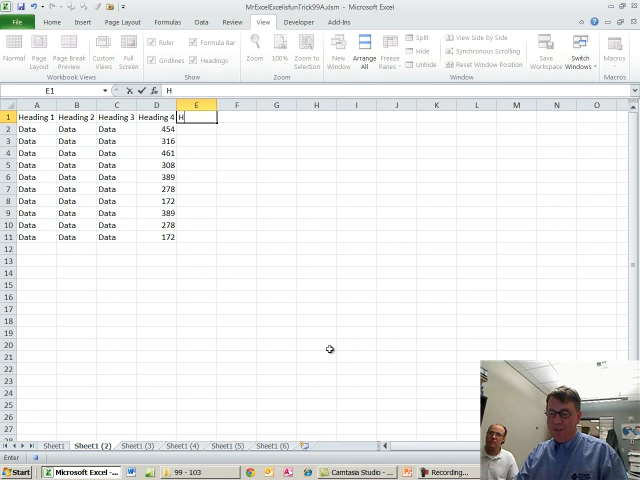 MrExcelExcelisfunTrick99A.xlsm - Microsoft Excel
File Home Insert Page Layout Formulas Data Review View Developer Add-Ins
Normal Page Layout Page Break Preview Custom Views Full Screen
Workbook Views
Ruler Formula Bar
Gridlines Headings
Show
Zoom 100% Zoom to Selection
Zoom
New Window Arrange All Freeze Panes
Split
Hide
Unhide
View Side by Side
Synchronous Scrolling
Reset Window Position
Save Workspace Switch Windows
Window
Macros
Macros
E1 fx H
A B C D E F G H I J K L M N O
1 Heading 1 Heading 2 Heading 3 Heading 4 H
2 Data Data Data 454
3 Data Data Data 316
4 Data Data Data 461
5 Data Data Data 308
6 Data Data Data 389
7 Data Data Data 278
8 Data Data Data 172
9 Data Data Data 389
10 Data Data Data 278
11 Data Data Data 172
12
13
14
15
16
17
18
19
20
21
22
23
24
25
26
27
28
Sheet1 Sheet1 (2) Sheet1 (3) Sheet1 (4) Sheet1 (5) Sheet1 (6)
Enter
Start Microsoft Excel - ... 99 - 103 Camtasia Studio - ... Recording...